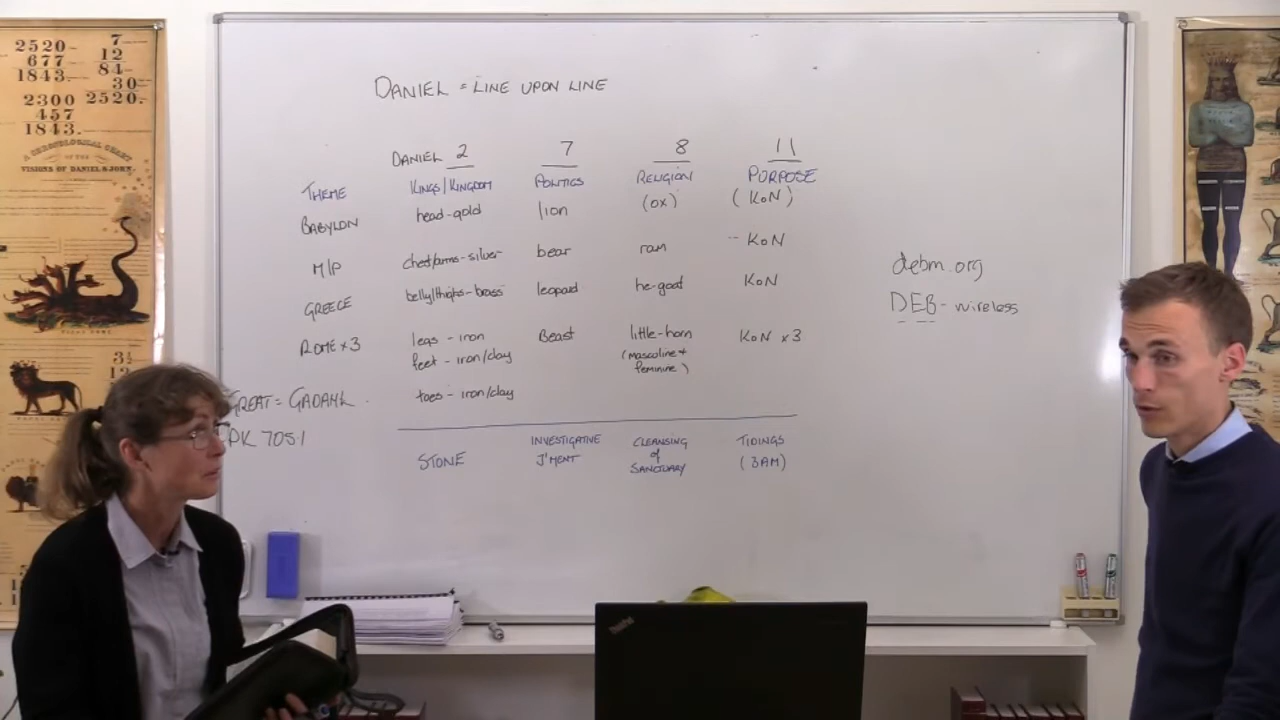 2520- 7-
677 12
1843. 84-
30-
2300 2520.
457
1843.
A CHRONOLOGICAL CHART
OF THE
VISIONS OF DANIEL & JOHN.
DANIEL = LINE UPON LINE
DANIEL 2 7 8 11
THEME KINGS/KINGDOM POLITICS RELIGION PURPOSE
BABYLON head-gold lion (ox) (KoN)
M/P chest/arms-silver bear ram KoN
GREECE belly/thighs-brass leopard he-goat KoN
ROME x3 legs - iron Beast little-horn KoN x3
feet - iron/clay (masculine +
feminine)
toes - iron/clay
GREAT = GADAWL
PK 705.1
STONE INVESTIGATIVE CLEANSING TIDINGS
J'MENT of (3AM)
SANCTUARY
debm.org
DEB - wireless
ThinkPad